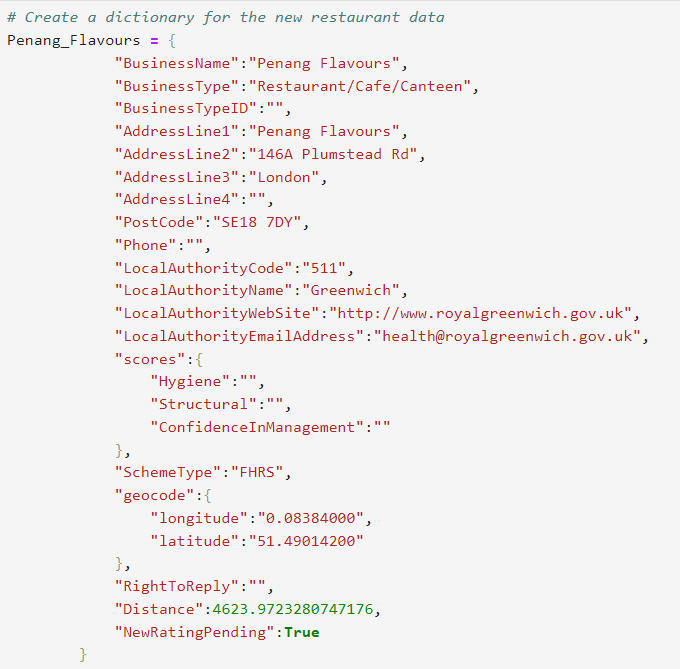 # Create a dictionary for the new restaurant data
Penang_Flavours = {
"BusinessName":"Penang Flavours",
"BusinessType":"Restaurant/Cafe/Canteen",
"BusinessTypeID":"",
"AddressLine1":"Penang Flavours",
"AddressLine2":"146A Plumstead Rd",
"AddressLine3":"London",
"AddressLine4":"",
"PostCode":"SE18 7DY",
"Phone":"",
"LocalAuthorityCode":"511",
"LocalAuthorityName":"Greenwich",
"LocalAuthorityWebSite":"http://www.royalgreenwich.gov.uk",
"LocalAuthorityEmailAddress":"health@royalgreenwich.gov.uk",
"scores":{
"Hygiene":"",
"Structural":"",
"ConfidenceInManagement":""
},
"SchemeType":"FHRS",
"geocode":{
"longitude":"0.08384000",
"latitude":"51.49014200"
},
"RightToReply":"",
"Distance":4623.9723280747176,
"NewRatingPending":True
}